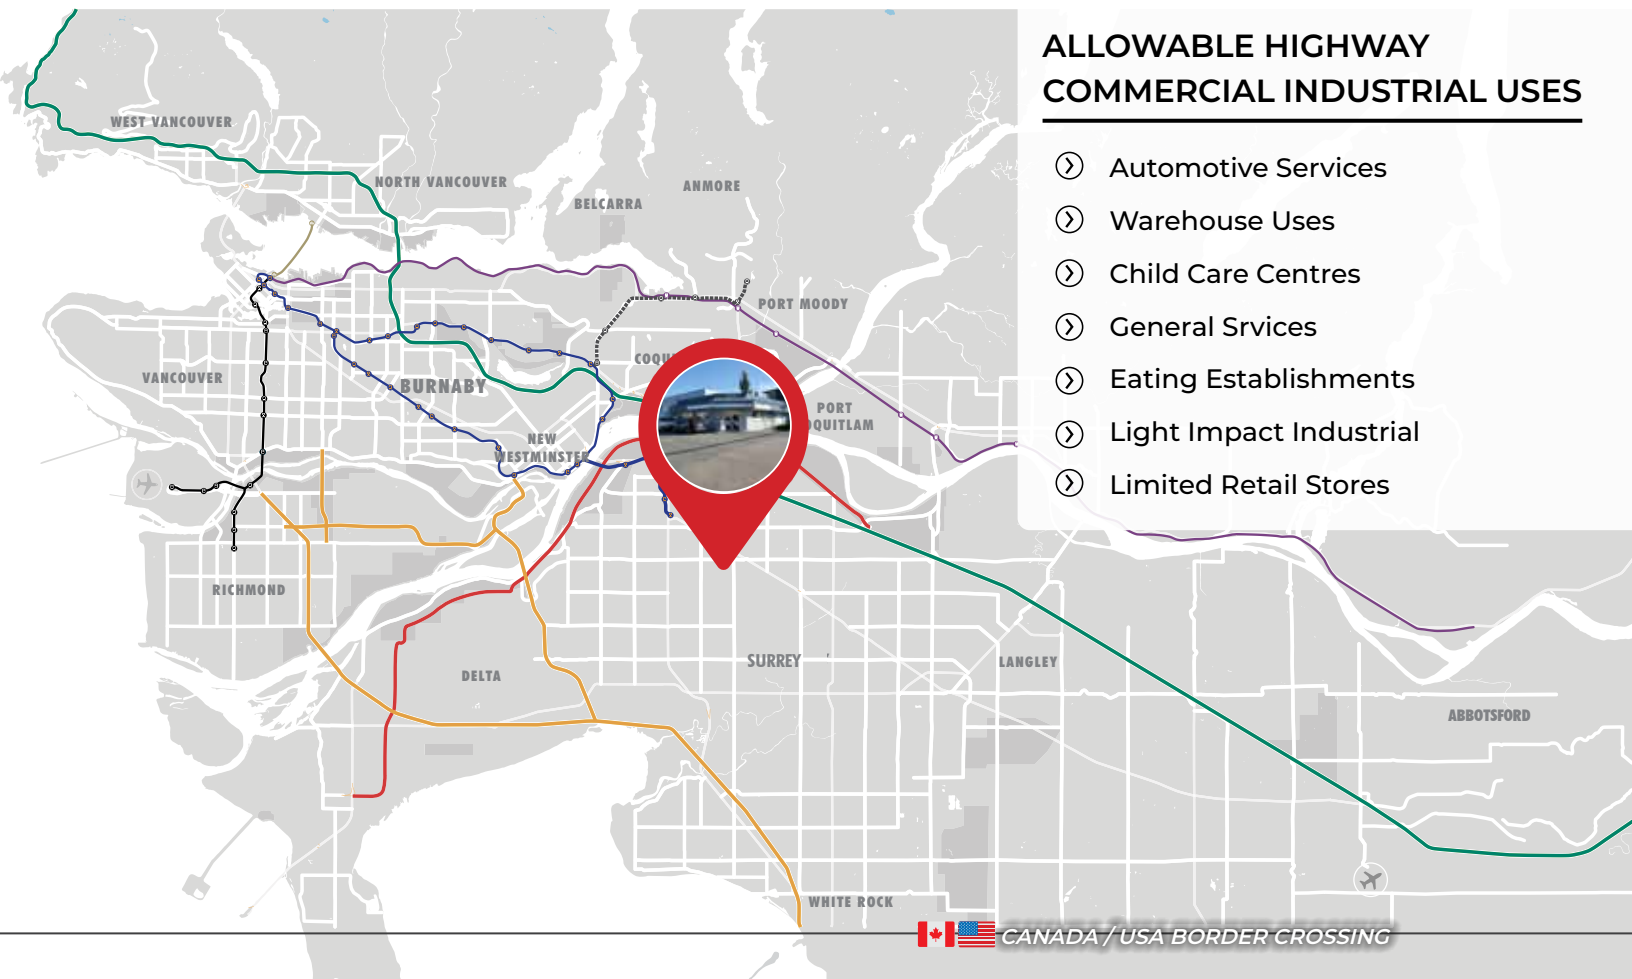 ALLOWABLE HIGHWAY
COMMERCIAL INDUSTRIAL USES
Automotive Services
Warehouse Uses
Child Care Centres
General Srvices
Eating Establishments
Light Impact Industrial
Limited Retail Stores
WEST VANCOUVER
NORTH VANCOUVER
ANMORE
BELCARRA
PORT MOODY
COQU
VANCOUVER
BURNABY
PORT
OQUITLAM
NEW
WESTMINSTER
RICHMOND
SURREY
LANGLEY
DELTA
ABBOTSFORD
WHITE ROCK
CANADA / USA BORDER CROSSING